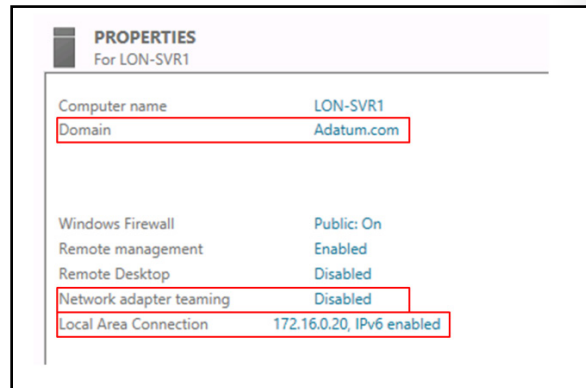 PROPERTIES
For LON-SVR1
Computer name LON-SVR1
Domain Adatum.com
Windows Firewall Public: On
Remote management Enabled
Remote Desktop Disabled
Network adapter teaming Disabled
Local Area Connection 172.16.0.20, IPv6 enabled